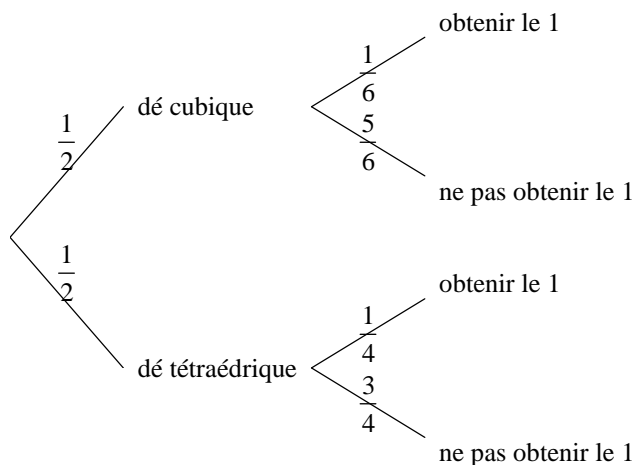 obtenir le 1
1
6
dé cubique
1
2
5
6
ne pas obtenir le 1
1
2
obtenir le 1
1
4
dé tétraédrique
3
4
ne pas obtenir le 1